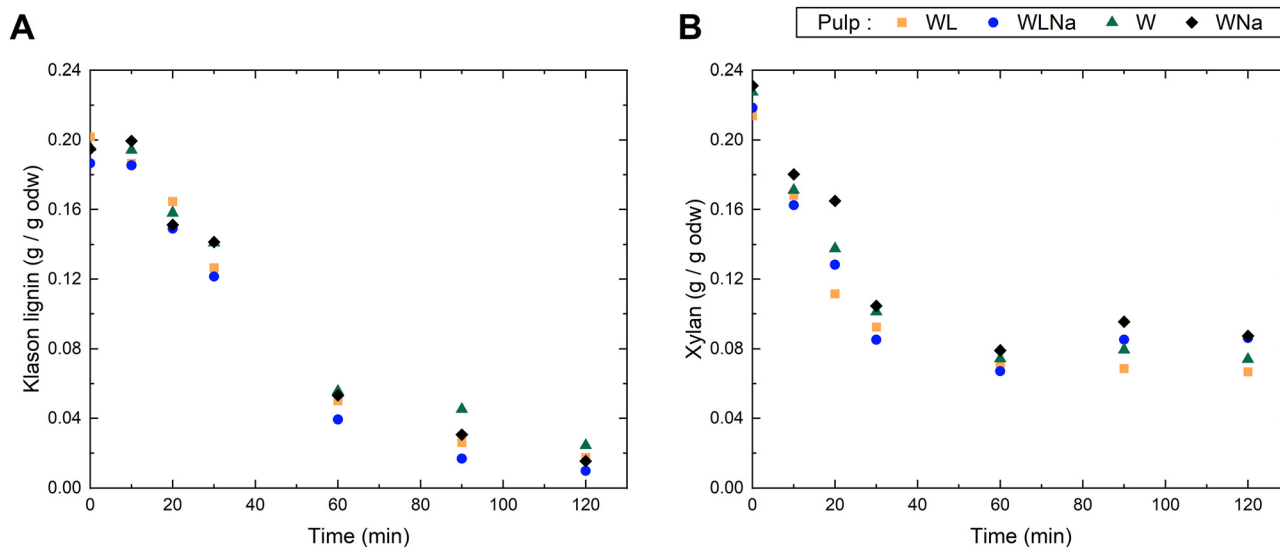 A
B
Pulp : WL WLNa W WNa
0.24
0.20
0.16
0.12
0.08
0.04
0.00
Klason lignin (g / g odw)
0 20 40 60 80 100 120
Time (min)
0.24
0.20
0.16
0.12
0.08
0.04
0.00
Xylan (g / g odw)
0 20 40 60 80 100 120
Time (min)